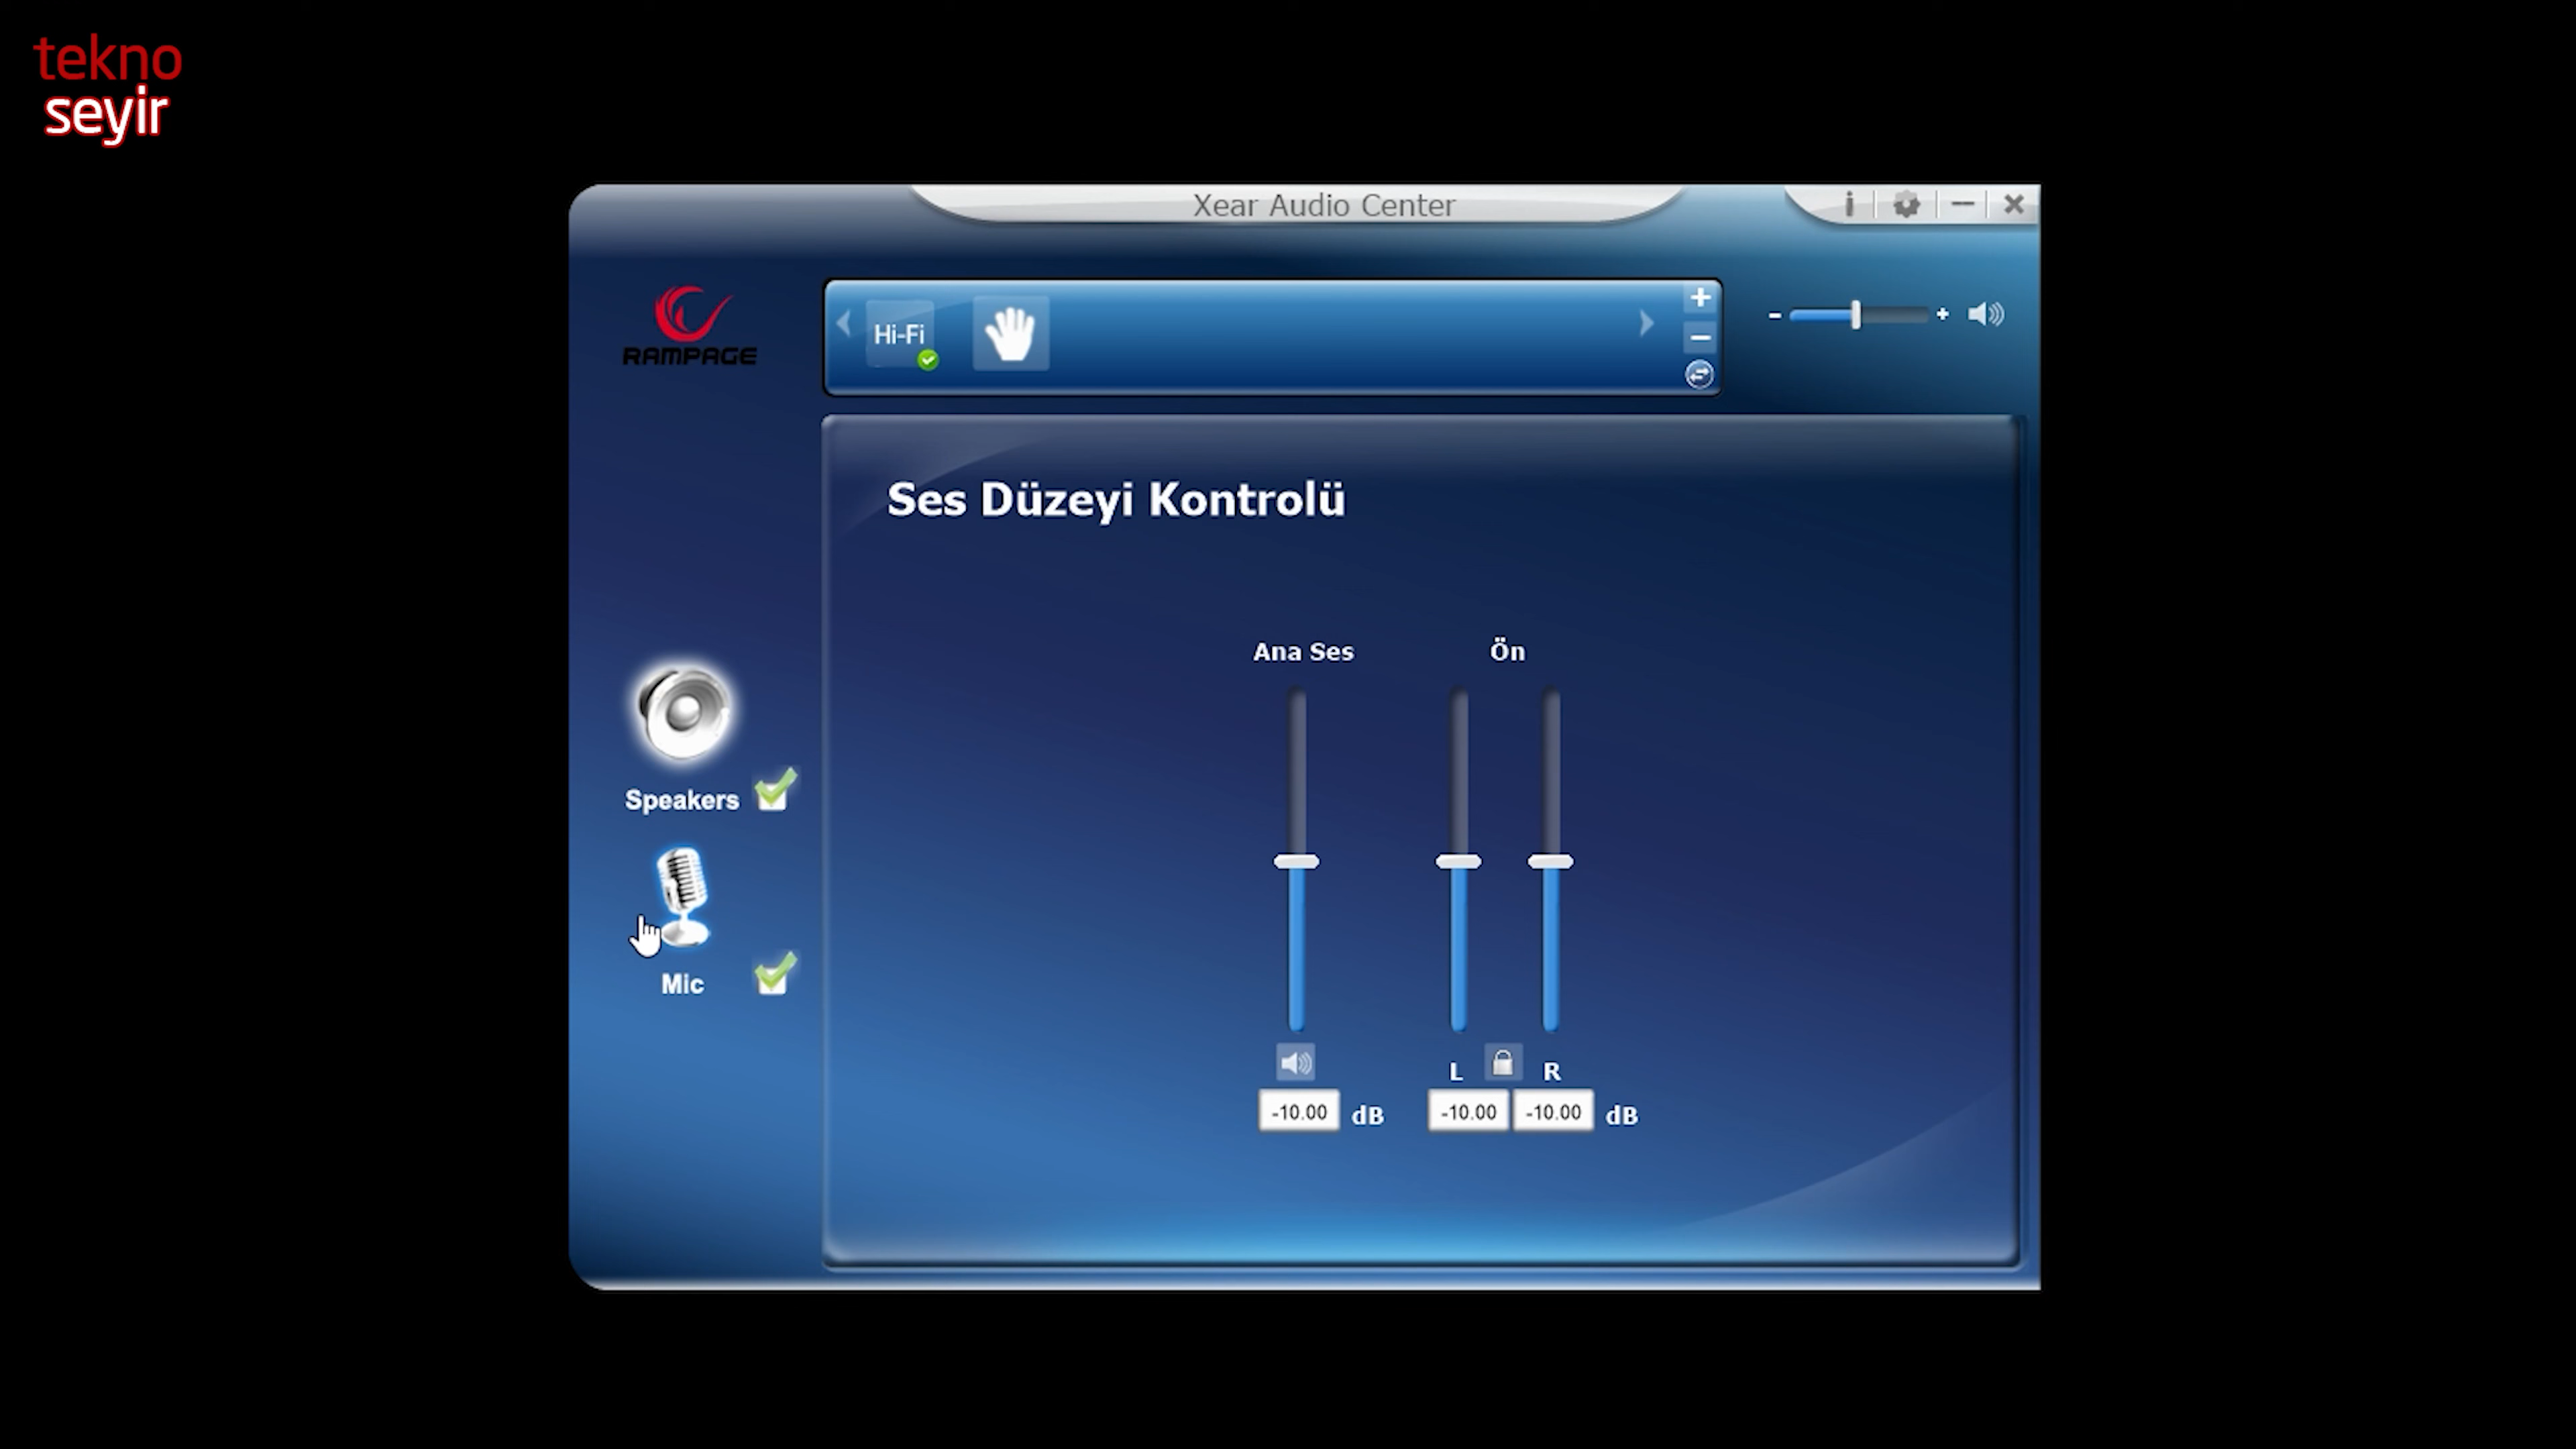 tekno
seyir
Xear Audio Center
RAMPAGE
Hi-Fi
Ses Düzeyi Kontrolü
Ana Ses
Ön
Speakers
Mic
L
R
-10.00 dB
-10.00 -10.00 dB